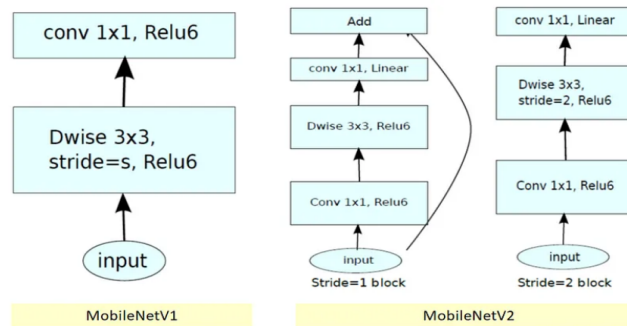 conv 1x1, Relu6
Dwise 3x3,
stride=s, Relu6
input
MobileNetV1
Add
conv 1x1, Linear
Dwise 3x3, Relu6
Conv 1x1, Relu6
input
Stride=1 block
conv 1x1, Linear
Dwise 3x3,
stride=2, Relu6
Conv 1x1, Relu6
input
Stride=2 block
MobileNetV2